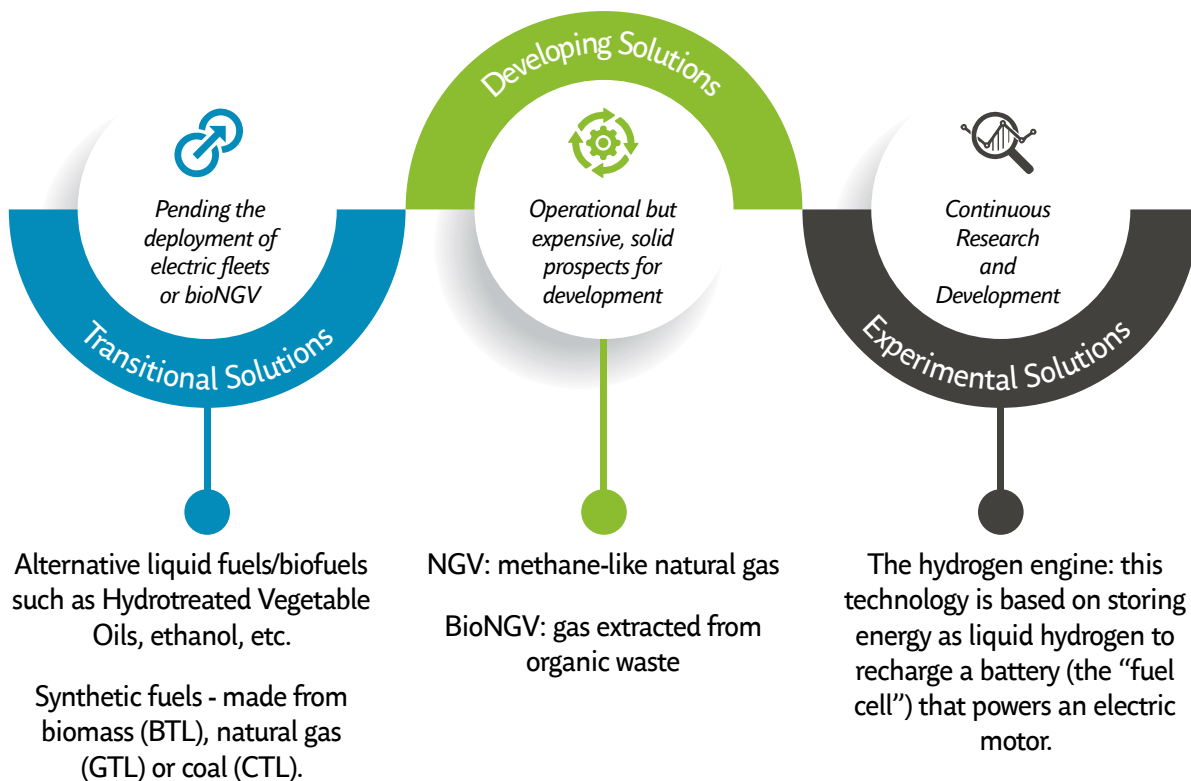 Developing Solutions
Pending the
deployment of
electric fleets
or bioNGV
Transitional Solutions
Operational but
expensive, solid
prospects for
development
Continuous
Research
and
Development
Experimental Solutions
Alternative liquid fuels/biofuels
such as Hydrotreated Vegetable
Oils, ethanol, etc.
Synthetic fuels - made from
biomass (BTL), natural gas
(GTL) or coal (CTL).
NGV: methane-like natural gas
BioNGV: gas extracted from
organic waste
The hydrogen engine: this
technology is based on storing
energy as liquid hydrogen to
recharge a battery (the “fuel
cell”) that powers an electric
motor.